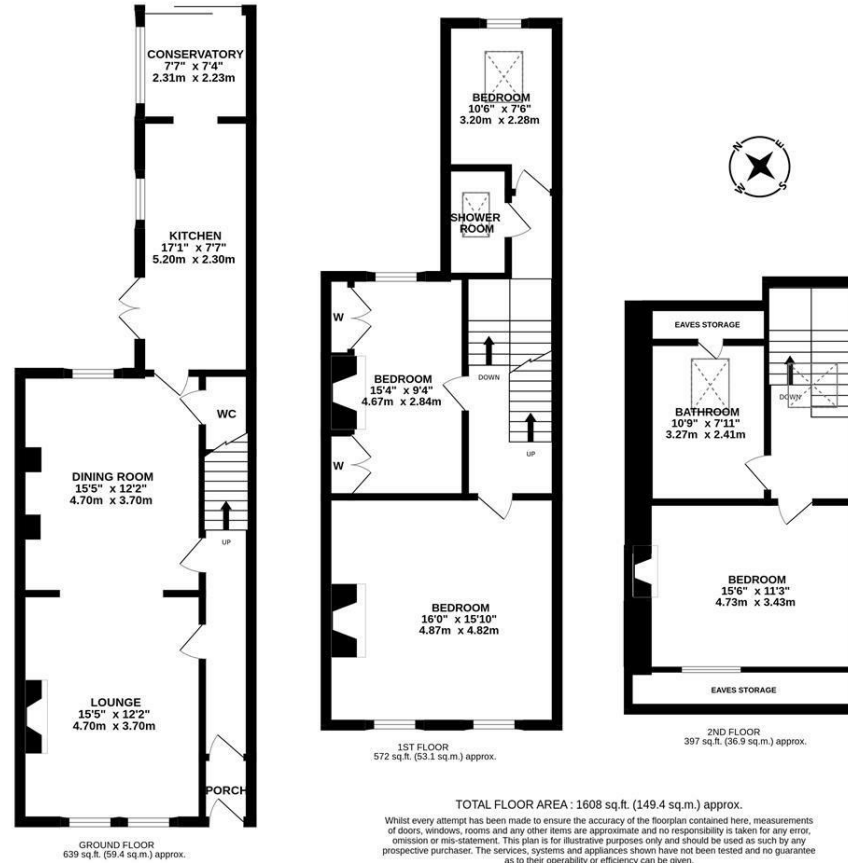 CONSERVATORY
7'7" x 7'4"
2.31m x 2.23m
KITCHEN
17'1" x 7'7"
5.20m x 2.30m
WC
DINING ROOM
15'5" x 12'2"
4.70m x 3.70m
UP
LOUNGE
15'5" x 12'2"
4.70m x 3.70m
PORCH
GROUND FLOOR
639 sq.ft. (59.4 sq.m.) approx.
BEDROOM
10'6" x 7'6"
3.20m x 2.28m
SHOWER
ROOM
W
BEDROOM
15'4" x 9'4"
4.67m x 2.84m
W
DOWN
UP
BEDROOM
16'0" x 15'10"
4.87m x 4.82m
1ST FLOOR
572 sq.ft. (53.1 sq.m.) approx.
N
E
S
W
EAVES STORAGE
BATHROOM
10'9" x 7'11"
3.27m x 2.41m
DOWN
BEDROOM
15'6" x 11'3"
4.73m x 3.43m
EAVES STORAGE
2ND FLOOR
397 sq.ft. (36.9 sq.m.) approx.
TOTAL FLOOR AREA : 1608 sq.ft. (149.4 sq.m.) approx.
Whilst every attempt has been made to ensure the accuracy of the floorplan contained here, measurements
of doors, windows, rooms and any other items are approximate and no responsibility is taken for any error,
omission or mis-statement. This plan is for illustrative purposes only and should be used as such by any
prospective purchaser. The services, systems and appliances shown have not been tested and no guarantee
as to their operability or efficiency can be given.